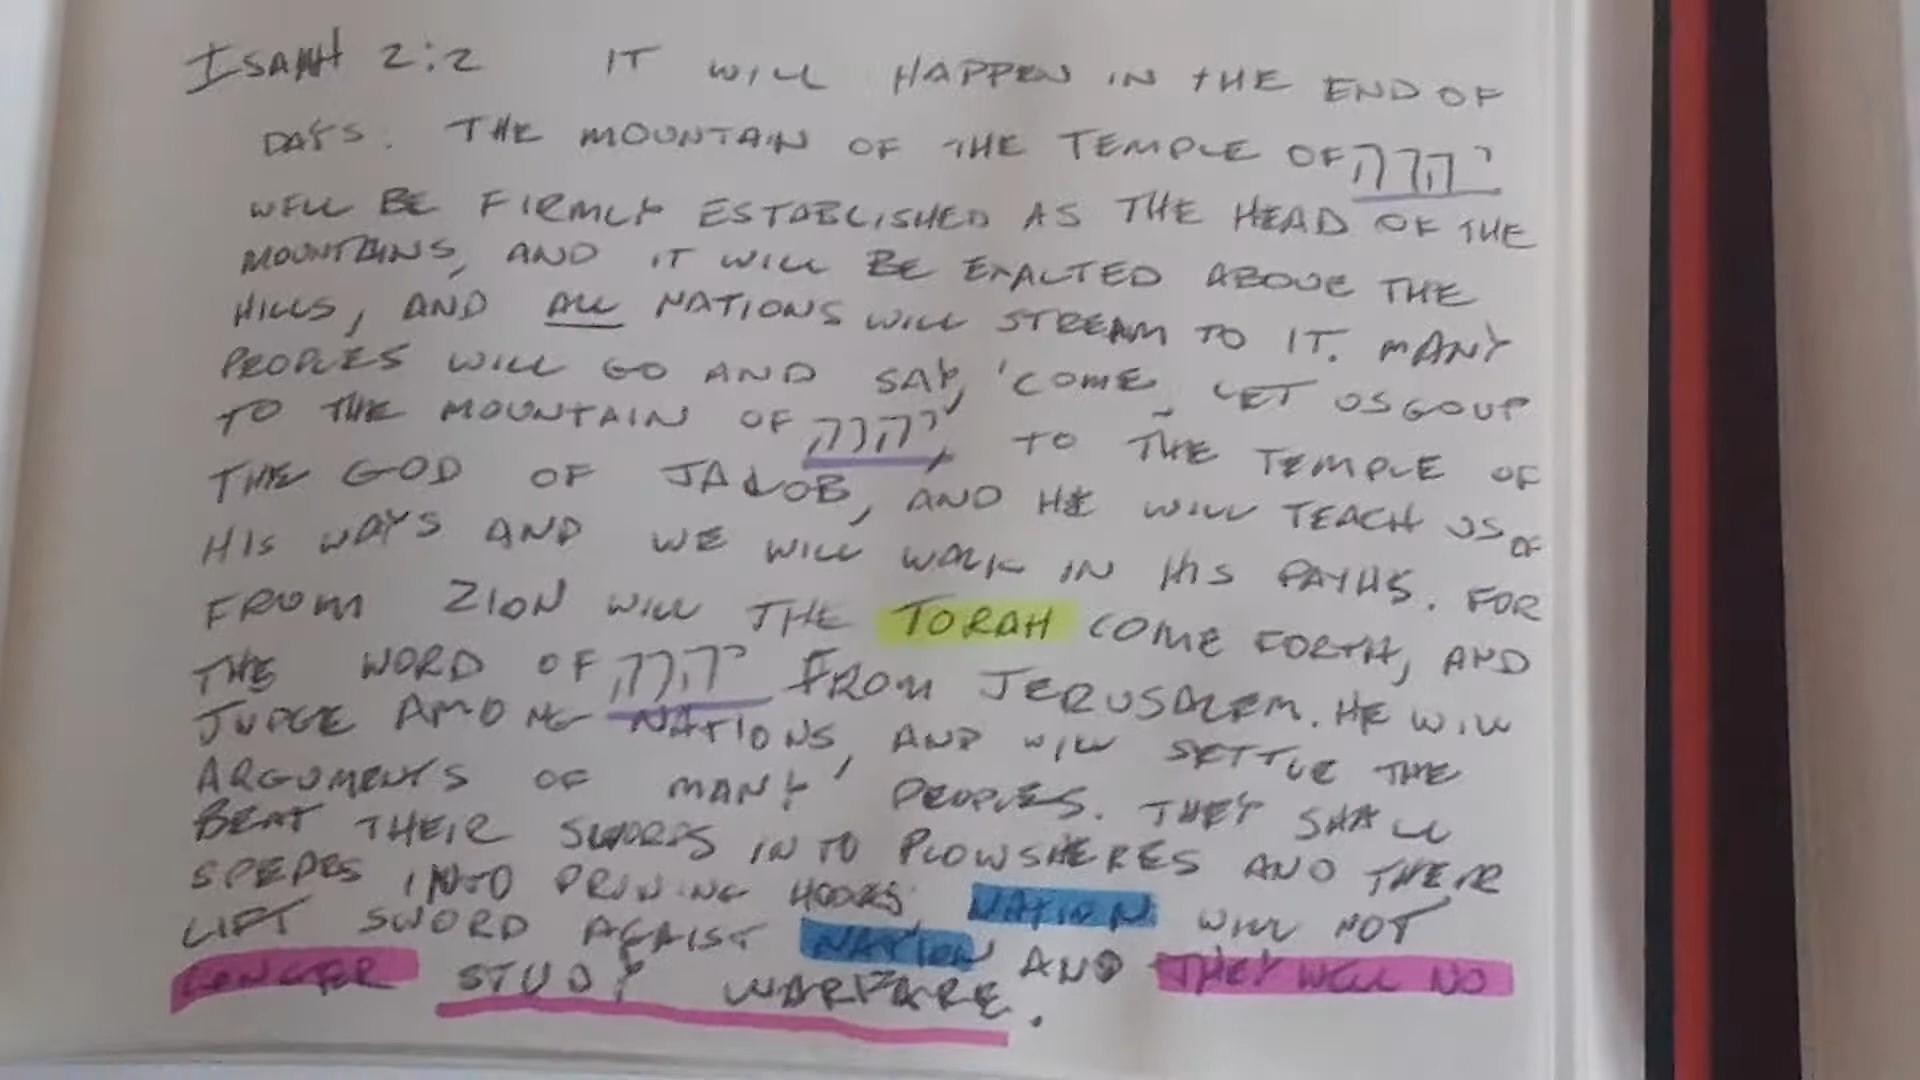 ISAIAH 2:2 IT WILL HAPPEN IN THE END OF
DAYS. THE MOUNTAIN OF THE TEMPLE OF יהוה
WILL BE FIRMLY ESTABLISHED AS THE HEAD OF THE
MOUNTAINS, AND IT WILL BE EXALTED ABOVE THE
HILLS, AND ALL NATIONS WILL STREAM TO IT. MANY
PEOPLES WILL GO AND SAY, 'COME, LET US GO UP
TO THE MOUNTAIN OF יהוה, TO THE TEMPLE OF
THE GOD OF JACOB, AND HE WILL TEACH US OF
HIS WAYS AND WE WILL WALK IN HIS PATHS. FOR
FROM ZION WILL THE TORAH COME FORTH, AND
THE WORD OF יהוה FROM JERUSALEM. HE WILL
JUDGE AMONG NATIONS, AND WILL SETTLE THE
ARGUMENTS OF MANY PEOPLES. THEY SHALL
BEAT THEIR SWORDS INTO PLOWSHERES AND THEIR
SPEARS INTO PRUNING HOOKS; NATION WILL NOT
LIFT SWORD AGAIST NATION AND THEY WILL NO
LONGER STUDY WARFARE.